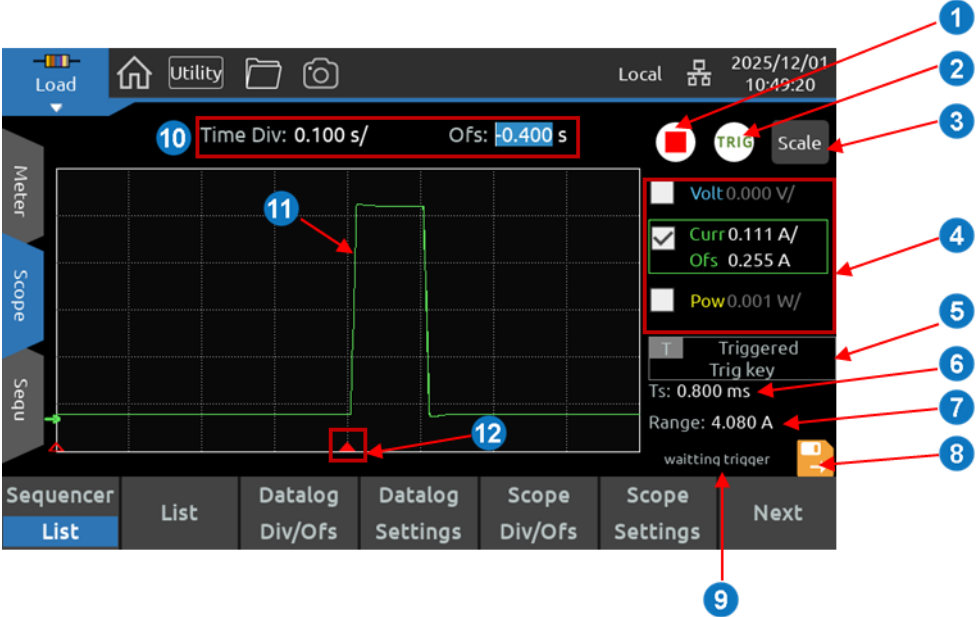 1
Load
Utility
Local
2025/12/01
10:49:20
2
10
Time Div: 0.100 s/
Ofs: -0.400 s
TRIG
Scale
3
Meter
Scope
Sequ
11
Volt 0.000 V/
Curr 0.111 A/
Ofs 0.255 A
Pow 0.001 W/
4
T
Triggered
Trig key
5
Ts: 0.800 ms
6
Range: 4.080 A
7
12
waitting trigger
8
Sequencer
List
List
Datalog
Div/Ofs
Datalog
Settings
Scope
Div/Ofs
Scope
Settings
Next
9